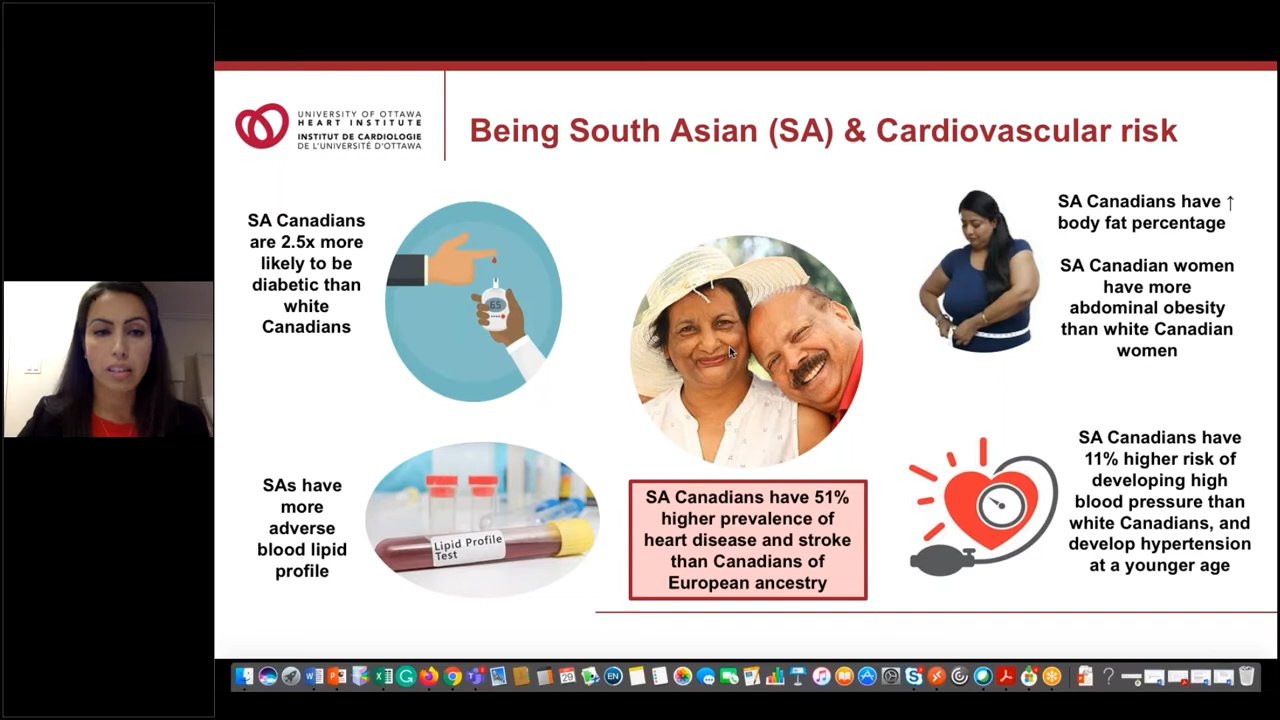 UNIVERSITY OF OTTAWA
HEART INSTITUTE
INSTITUT DE CARDIOLOGIE
DE L'UNIVERSITÉ D'OTTAWA
Being South Asian (SA) & Cardiovascular risk
SA Canadians
are 2.5x more
likely to be
diabetic than
white
Canadians
65
SA Canadians have ↑
body fat percentage
SA Canadian women
have more
abdominal obesity
than white Canadian
women
SAs have
more
adverse
blood lipid
profile
Lipid Profile
Test
SA Canadians have 51%
higher prevalence of
heart disease and stroke
than Canadians of
European ancestry
SA Canadians have
11% higher risk of
developing high
blood pressure than
white Canadians, and
develop hypertension
at a younger age
29
EN